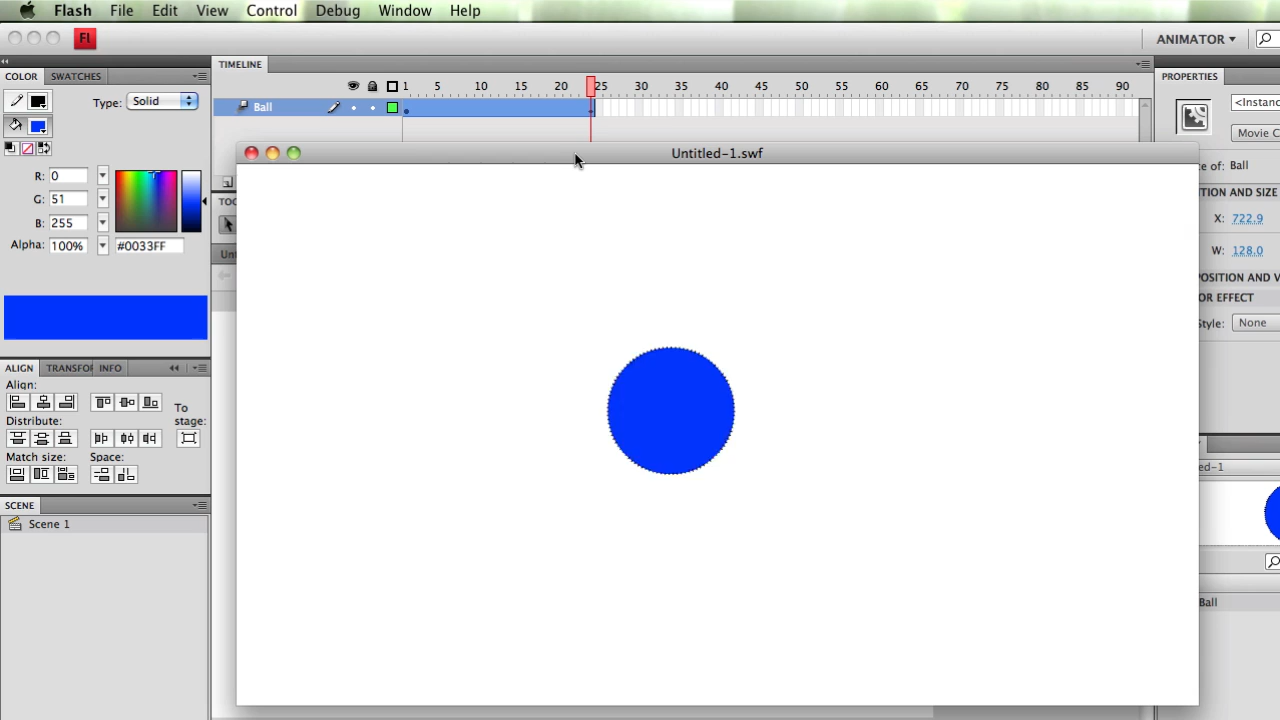 Flash File Edit View Control Debug Window Help
Fl ANIMATOR
COLOR SWATCHES
Type: Solid
R: 0
G: 51
B: 255
Alpha: 100% #0033FF
ALIGN TRANSFOR INFO
Align:
Distribute:
To stage:
Match size: Space:
SCENE
Scene 1
TIMELINE
1 5 10 15 20 25 30 35 40 45 50 55 60 65 70 75 80 85 90
Ball
TOO
Unt
Untitled-1.swf
PROPERTIES
<Instanc
Movie C
ce of: Ball
ITION AND SIZE
X: 722.9
W: 128.0
POSITION AND V
OR EFFECT
Style: None
ed-1
Ball